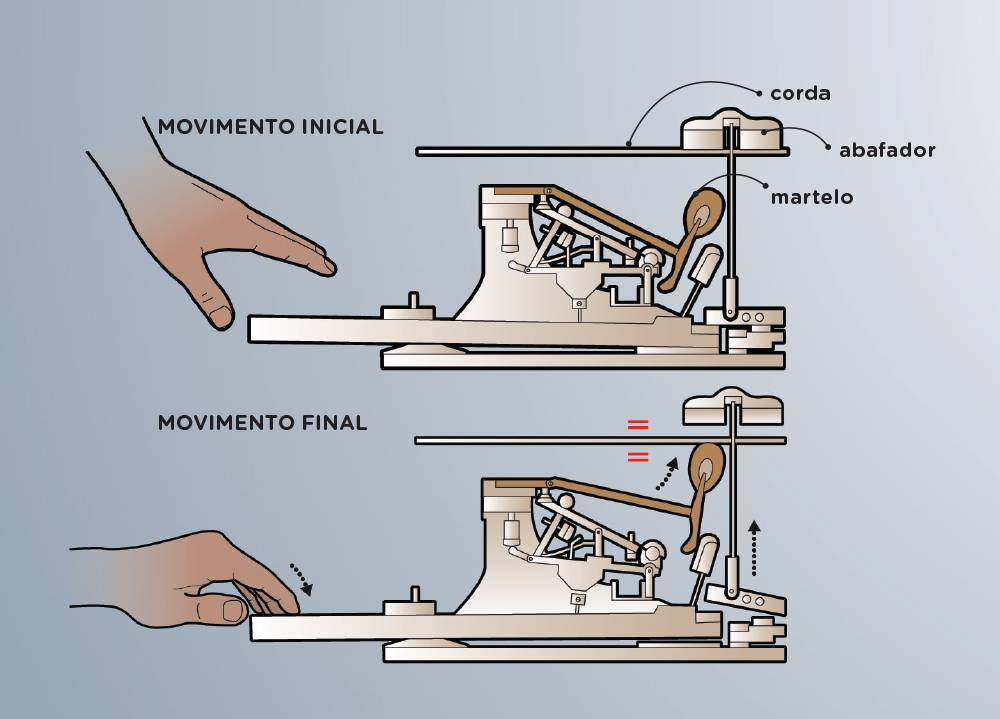 corda
MOVIMENTO INICIAL
abafador
martelo
MOVIMENTO FINAL